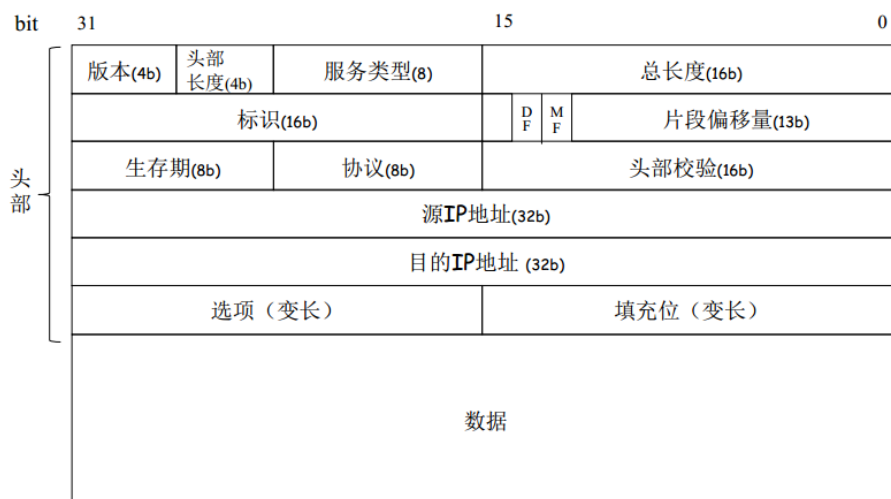 bit 31 15 0
版本(4b) 头部长度(4b) 服务类型(8) 总长度(16b)
标识(16b) DF MF 片段偏移量(13b)
生存期(8b) 协议(8b) 头部校验(16b)
头部
源IP地址(32b)
目的IP地址 (32b)
选项（变长） 填充位（变长）
数据